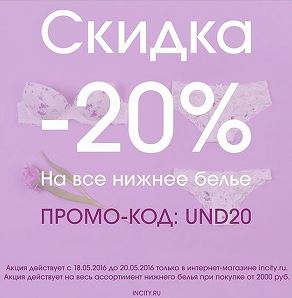 Скидка
-20%
На все нижнее белье
ПРОМО-КОД: UND20
Акция действует с 18.05.2016 до 20.05.2016 только в интернет-магазине incity.ru.
Акция действует на весь ассортимент нижнего белья при покупке от 2000 руб.
INCITY.RU